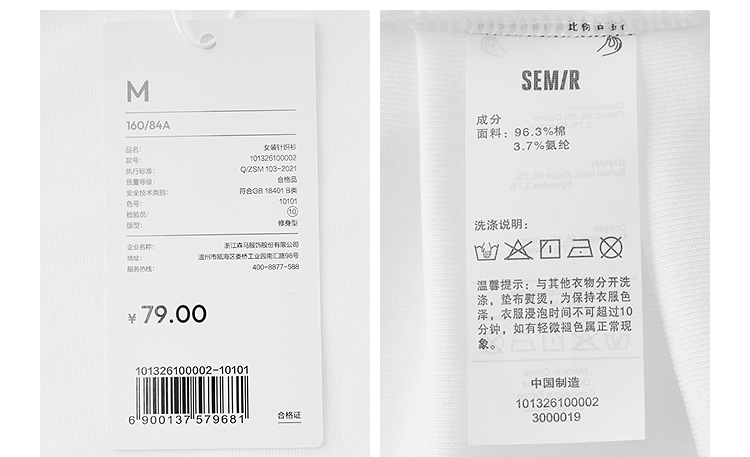 M
160/84A
品名: 女装针织衫
款号: 101326100002
执行标准: Q/ZSM 103-2021
质量等级: 合格品
安全技术类别: 符合GB 18401 B类
色号: 10101
检验员: 10
版型: 修身型
企业名称: 浙江森马服饰股份有限公司
地址: 温州市瓯海区娄桥工业园南汇路98号
服务热线: 400-8877-588
¥ 79.00
101326100002-10101
6 900137 579681
合格证
SEMIR
成分
面料: 96.3%棉
3.7%氨纶
洗涤说明:
温馨提示: 与其他衣物分开洗
涤, 垫布熨烫, 为保持衣服色
泽, 衣服浸泡时间不可超过10
分钟, 如有轻微褪色属正常现
象。
中国制造
101326100002
3000019